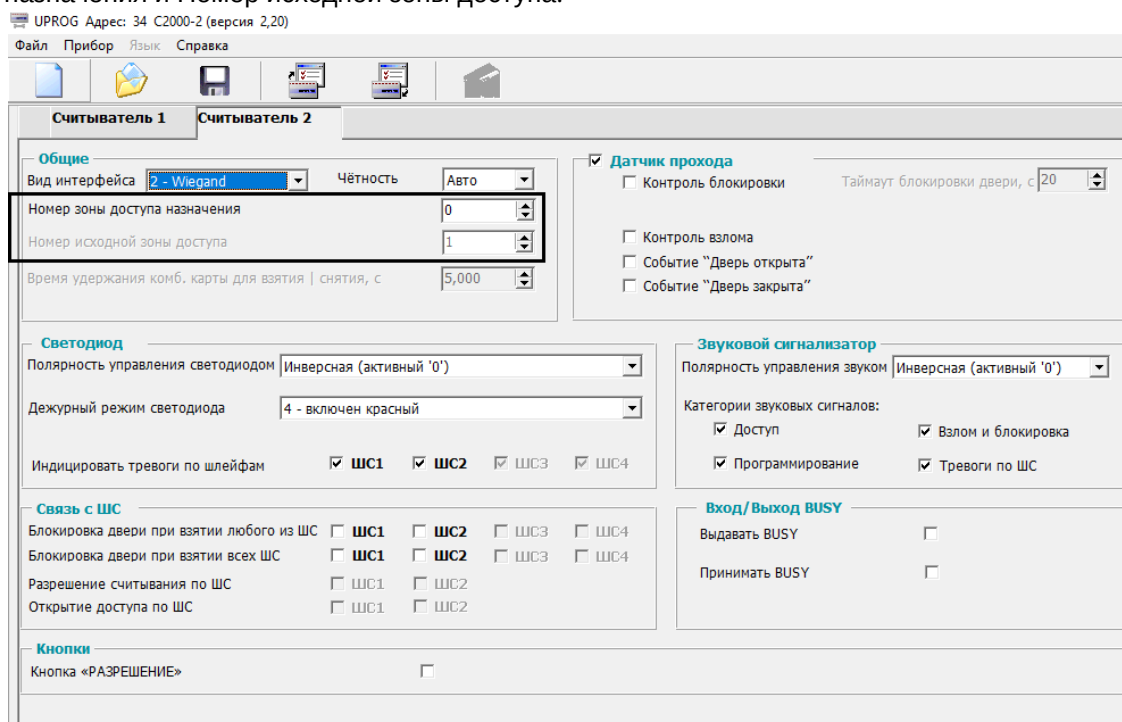 назначения и Номер исходной зоны доступа.
UPROG Адрес: 34 C2000-2 (версия 2,20)
Файл Прибор Язык Справка
Считыватель 1 Считыватель 2
Общие
Вид интерфейса 2 - Wiegand Чётность Авто
Номер зоны доступа назначения 0
Номер исходной зоны доступа 1
Время удержания комб. карты для взятия | снятия, с 5,000
Датчик прохода
Контроль блокировки Таймаут блокировки двери, с 20
Контроль взлома
Событие "Дверь открыта"
Событие "Дверь закрыта"
Светодиод
Полярность управления светодиодом Инверсная (активный '0')
Дежурный режим светодиода 4 - включен красный
Индицировать тревоги по шлейфам ШС1 ШС2 ШС3 ШС4
Звуковой сигнализатор
Полярность управления звуком Инверсная (активный '0')
Категории звуковых сигналов:
Доступ Взлом и блокировка
Программирование Тревоги по ШС
Связь с ШС
Блокировка двери при взятии любого из ШС ШС1 ШС2 ШС3 ШС4
Блокировка двери при взятии всех ШС ШС1 ШС2 ШС3 ШС4
Разрешение считывания по ШС ШС1 ШС2
Открытие доступа по ШС ШС1 ШС2
Вход/Выход BUSY
Выдавать BUSY
Принимать BUSY
Кнопки
Кнопка «РАЗРЕШЕНИЕ»